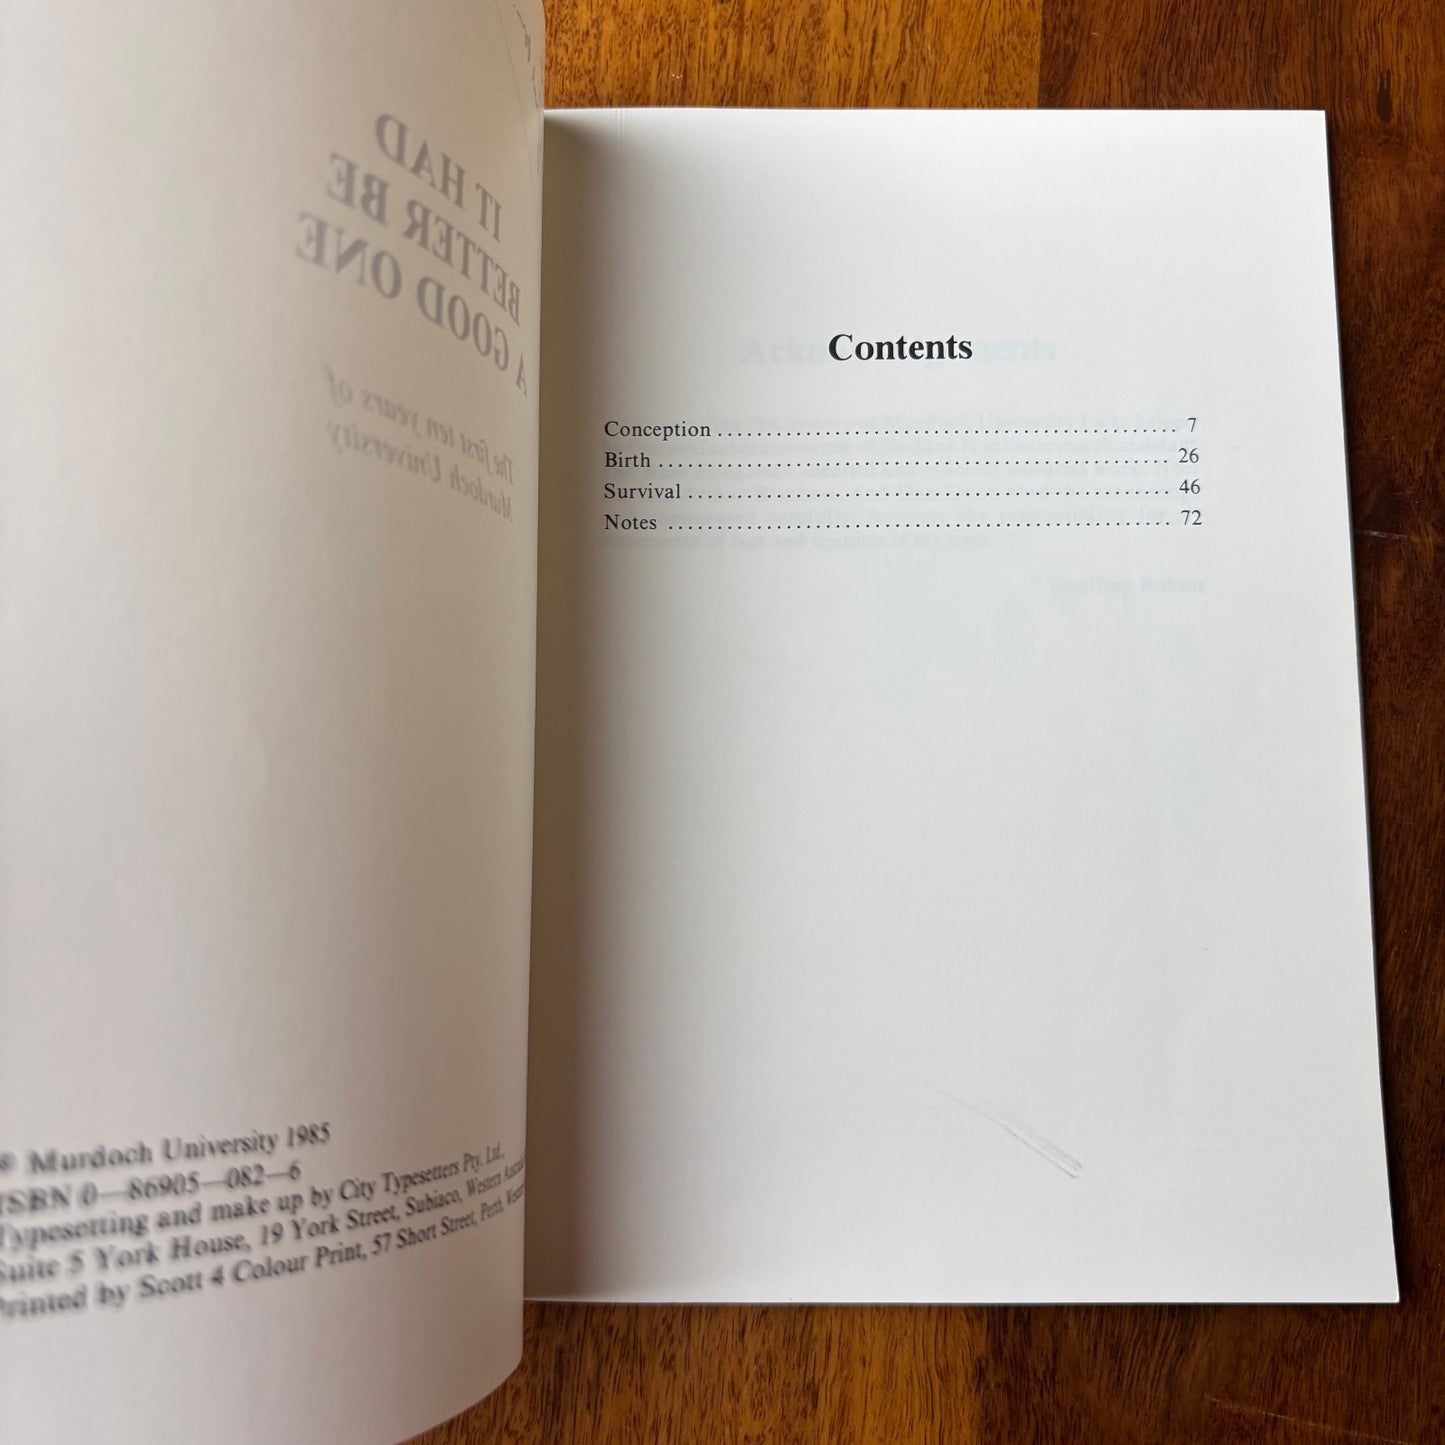 IT HAD
BETTER BE
A GOOD ONE
The first ten years of
Murdoch University
© Murdoch University 1985
ISBN 0—86905—082—6
Typesetting and make up by City Typesetters Pty. Ltd.,
Suite 5 York House, 19 York Street, Subiaco, Western
Printed by Scott 4 Colour Print, 57 Short Street, Perth,
Contents
Conception 7
Birth 26
Survival 46
Notes 72